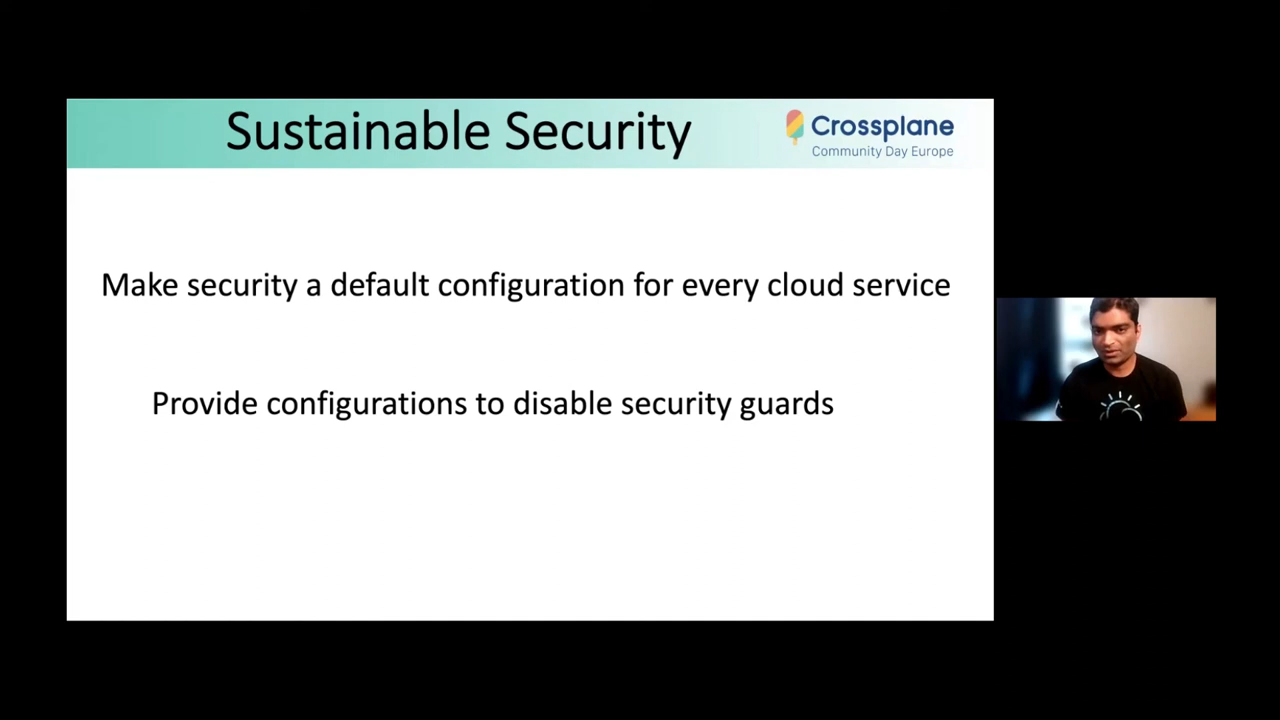 Sustainable Security
Crossplane
Community Day Europe
Make security a default configuration for every cloud service
Provide configurations to disable security guards